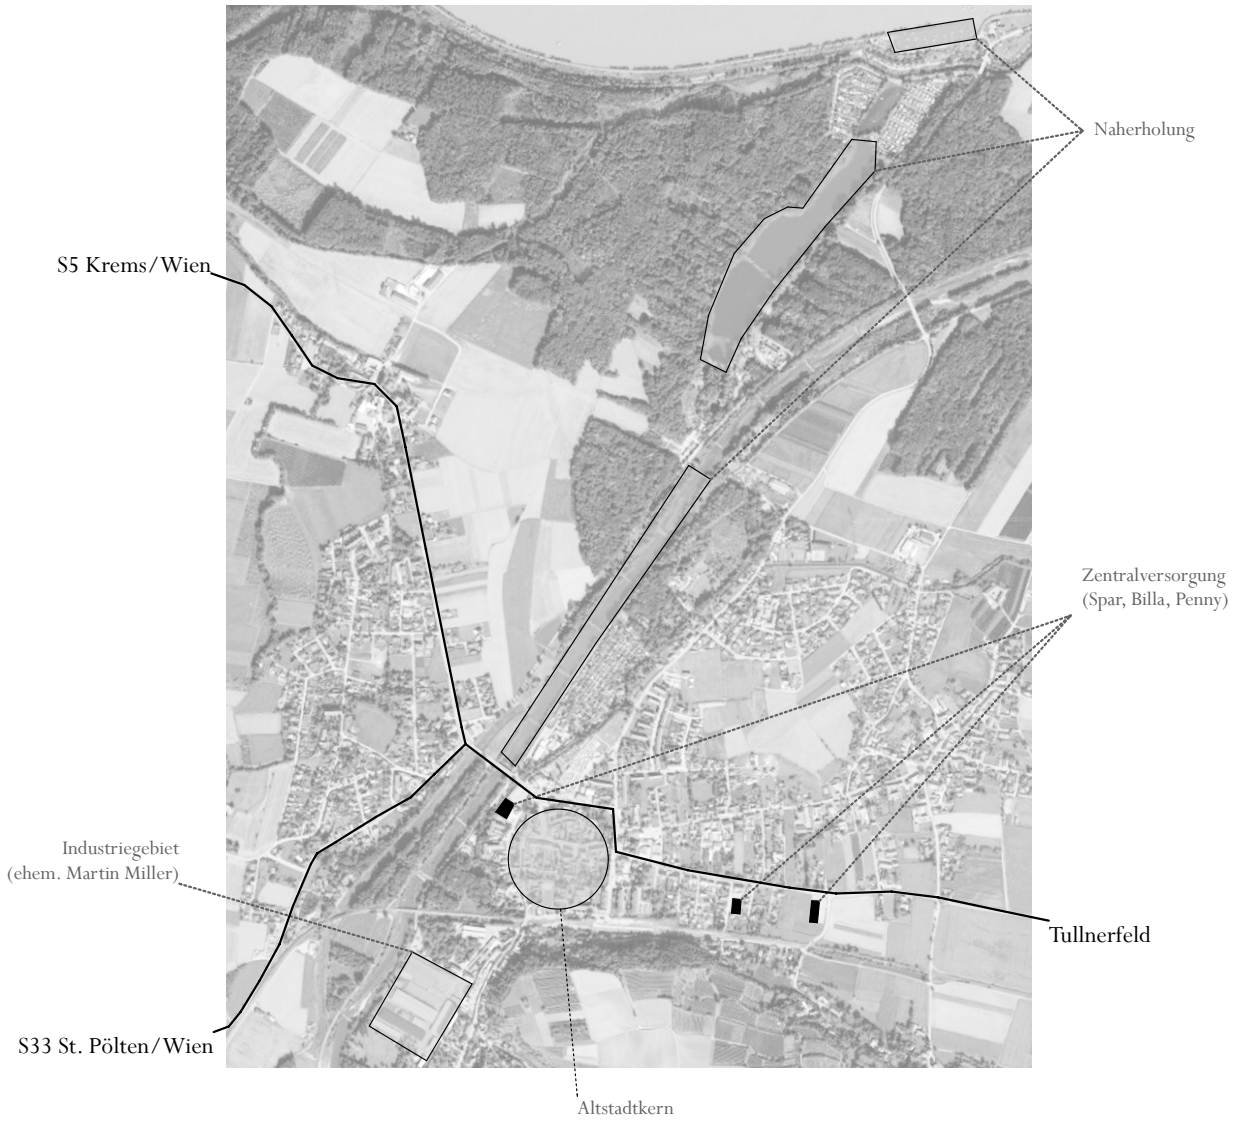 Naherholung
S5 Krems/Wien
Zentralversorgung
(Spar, Billa, Penny)
Industriegebiet
(ehem. Martin Miller)
Tullnerfeld
S33 St. Pölten/Wien
Altstadtkern